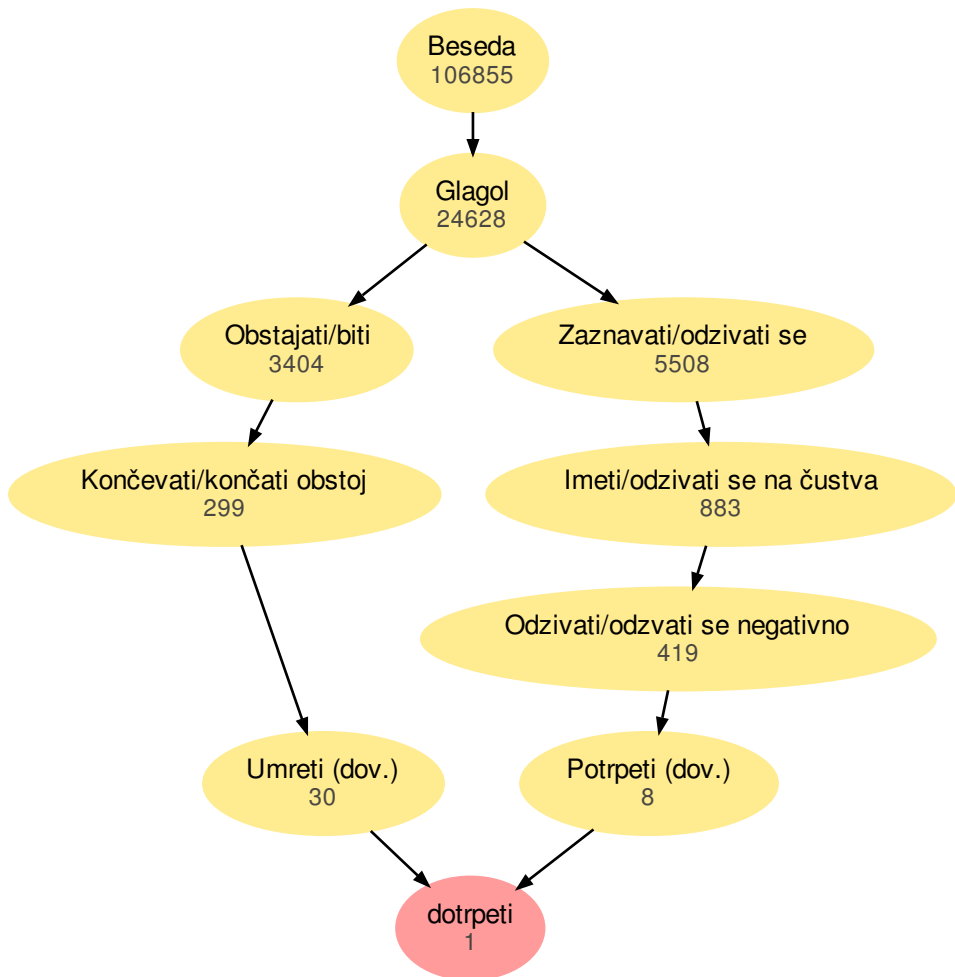 Beseda
106855
Glagol
24628
Obstajati/biti
3404
Zaznavati/odzivati se
5508
Končevati/končati obstoj
299
Imeti/odzivati se na čustva
883
Odzivati/odzvati se negativno
419
Umreti (dov.)
30
Potrpeti (dov.)
8
dotrpeti
1